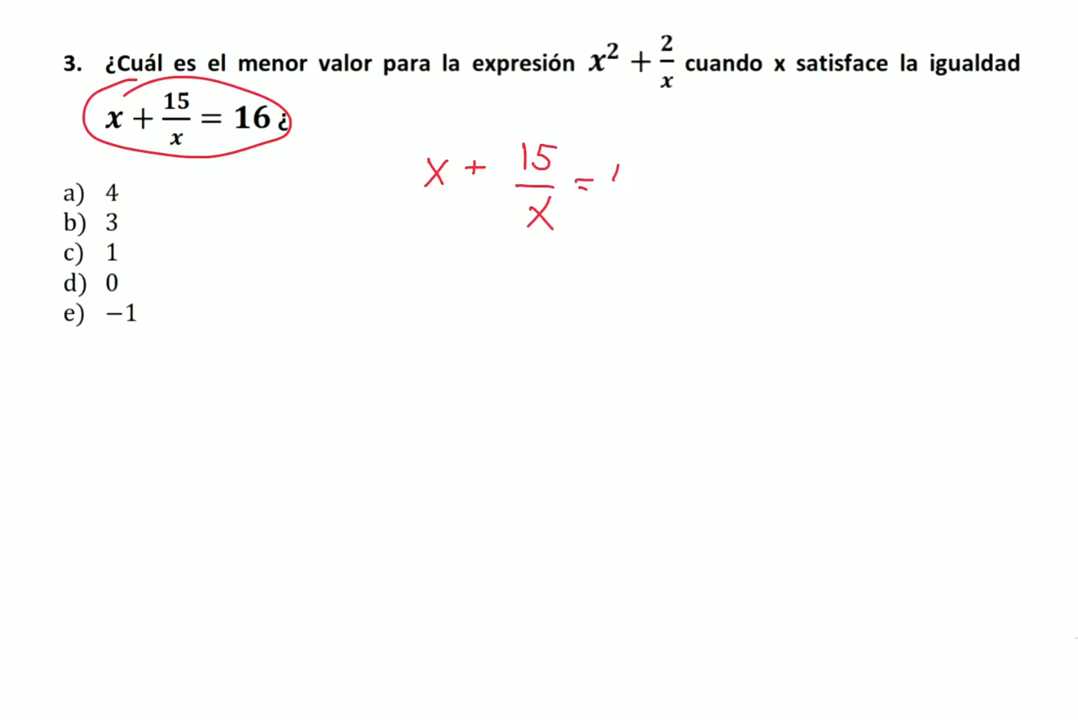 3. ¿Cuál es el menor valor para la expresión x² + 2/x cuando x satisface la igualdad
x + 15/x = 16 ¿
x + 15/x = '
a) 4
b) 3
c) 1
d) 0
e) −1